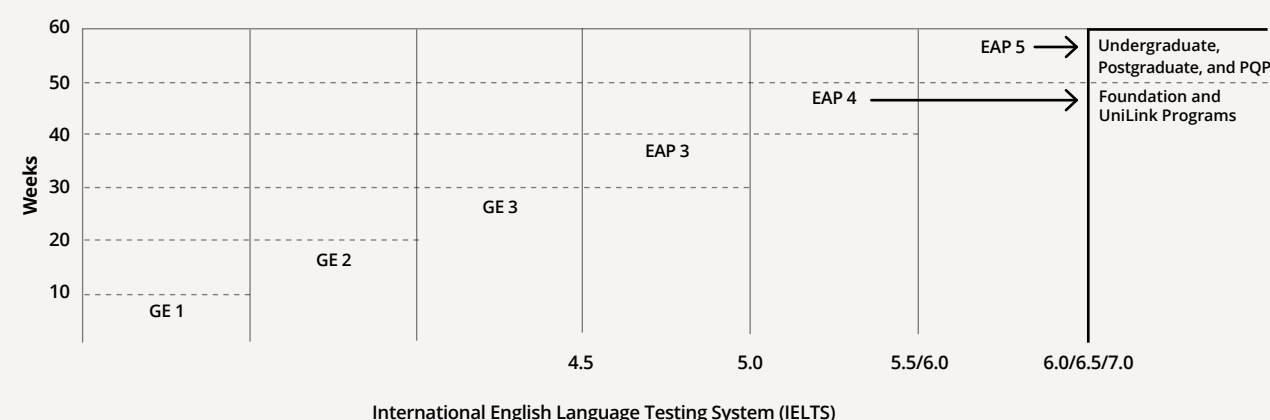 60
EAP 5
Undergraduate,
Postgraduate, and PQP
50
EAP 4
Foundation and
UniLink Programs
40
EAP 3
30
GE 3
20
GE 2
10
GE 1
Weeks
4.5
5.0
5.5/6.0
6.0/6.5/7.0
International English Language Testing System (IELTS)